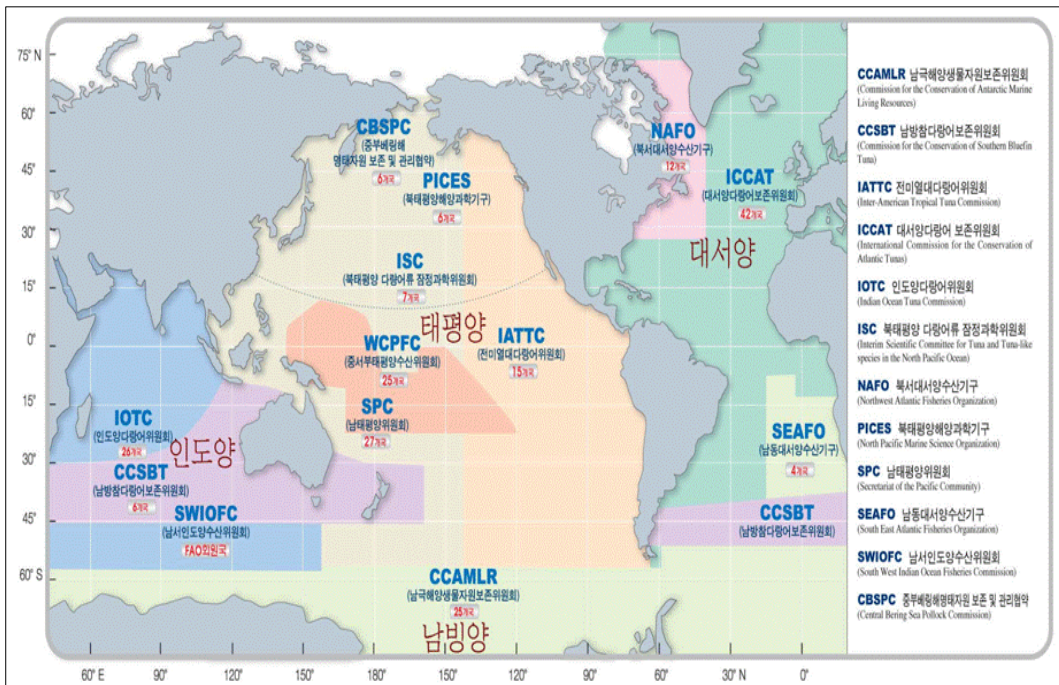 75° N
60°
45°
30°
15°
0°
15°
30°
45°
60° S
60° E
90°
120°
150°
180°
150°
120°
90°
60°
30° N
0°
CBSPC
(중부베링해
명태자원 보존 및 관리협약)
6개국
PICES
(북태평양해양과학기구)
6개국
ISC
(북태평양 다랑어류 잠정과학위원회)
7개국
태평양
WCPFC
(중서부태평양수산위원회)
25개국
IATTC
(전미열대다랑어위원회)
15개국
SPC
(남태평양위원회)
27개국
NAFO
(북서대서양수산기구)
12개국
ICCAT
(대서양다랑어보존위원회)
42개국
대서양
IOTC
(인도양다랑어위원회)
26개국
인도양
CCSBT
(남방참다랑어보존위원회)
6개국
SWIOFC
(남서인도양수산위원회)
FAO회원국
SEAFO
(남동대서양수산기구)
4개국
CCSBT
(남방참다랑어보존위원회)
CCAMLR
(남극해양생물자원보존위원회)
25개국
남빙양
CCAMLR 남극해양생물자원보존위원회
(Commission for the Conservation of Antarctic Marine
Living Resources)
CCSBT 남방참다랑어보존위원회
(Commission for the Conservation of Southern Bluefin
Tuna)
IATTC 전미열대다랑어위원회
(Inter-American Tropical Tuna Commission)
ICCAT 대서양다랑어 보존위원회
(International Commission for the Conservation of
Atlantic Tunas)
IOTC 인도양다랑어위원회
(Indian Ocean Tuna Commission)
ISC 북태평양 다랑어류 잠정과학위원회
(Interim Scientific Committee for Tuna and Tuna-like
species in the North Pacific Ocean)
NAFO 북서대서양수산기구
(Northwest Atlantic Fisheries Organization)
PICES 북태평양해양과학기구
(North Pacific Marine Science Organization)
SPC 남태평양위원회
(Secretariat of the Pacific Community)
SEAFO 남동대서양수산기구
(South East Atlantic Fisheries Organization)
SWIOFC 남서인도양수산위원회
(South West Indian Ocean Fisheries Commission)
CBSPC 중부베링해명태자원 보존 및 관리협약
(Central Bering Sea Pollock Commission)